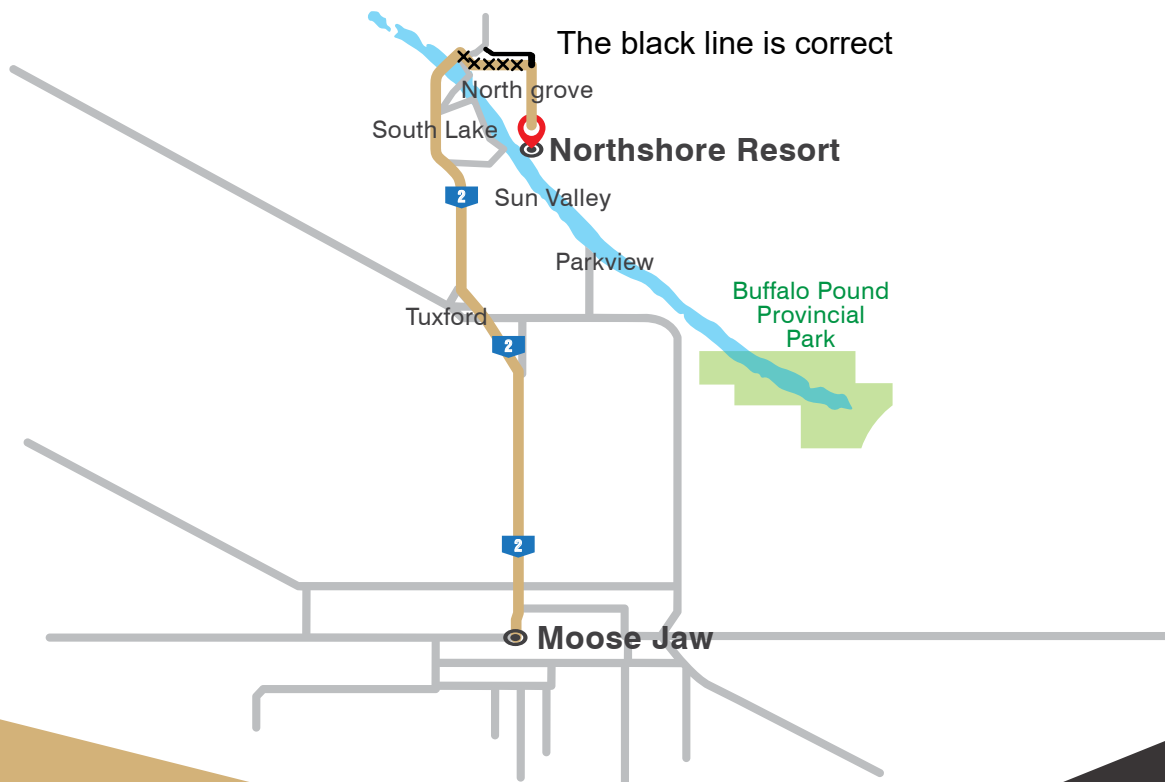 The black line is correct
North grove
South Lake
Northshore Resort
2
Sun Valley
Parkview
Buffalo Pound
Provincial
Park
Tuxford
2
2
Moose Jaw